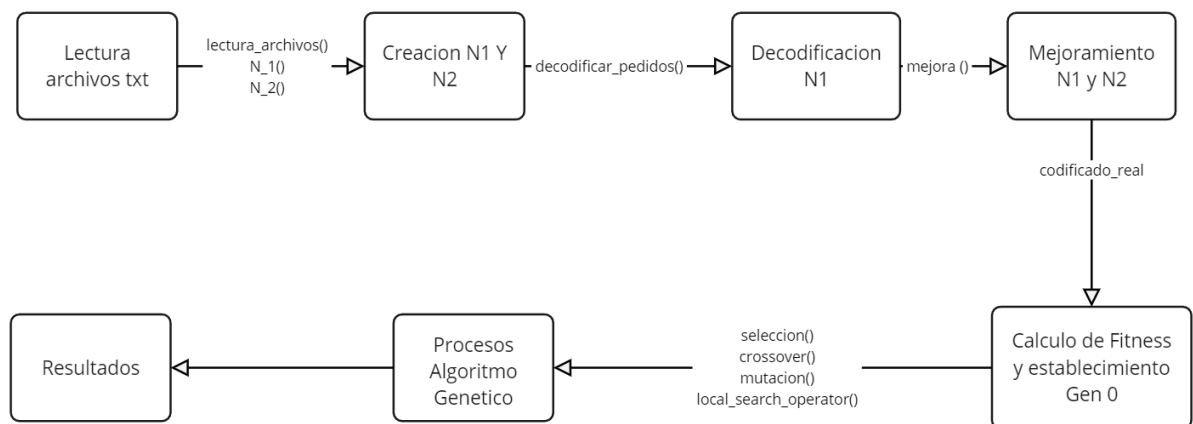 Lectura
archivos txt
lectura_archivos()
N_1()
N_2()
Creacion N1 Y
N2
decodificar_pedidos()
Decodificacion
N1
mejora ()
Mejoramiento
N1 y N2
codificado_real
Calculo de Fitness
y establecimiento
Gen 0
seleccion()
crossover()
mutacion()
local_search_operator()
Procesos
Algoritmo
Genetico
Resultados